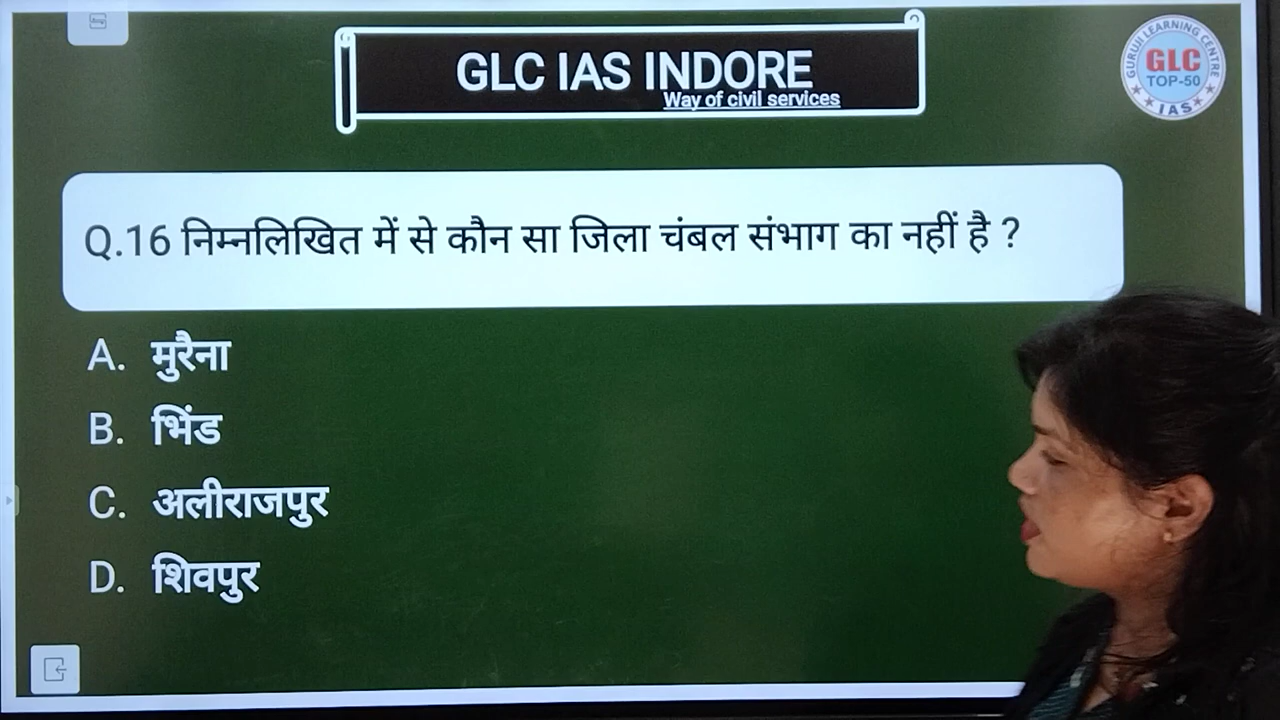 GLC IAS INDORE
Way of civil services
GURUJI LEARNING CENTRE
GLC
TOP-50
IAS
Q.16 निम्नलिखित में से कौन सा जिला चंबल संभाग का नहीं है ?
A. मुरैना
B. भिंड
C. अलीराजपुर
D. शिवपुर